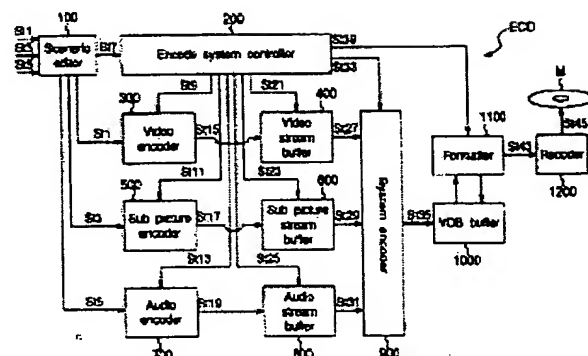 100
200
ECD
St1
St3
St5
Scenario
editor
St7
Encode system controller
St39
St33
M
St9
St21
300
400
St45
St1
Video
encoder
St15
Video
stream
buffer
St27
1100
Formatter
St43
Recoder
1200
St11
St23
500
600
St3
Sub picture
encoder
St17
Sub picture
stream
buffer
St29
System encoder
St35
VOB buffer
1000
St13
St25
St5
Audio
encoder
St19
Audio
stream
buffer
St31
700
800
900